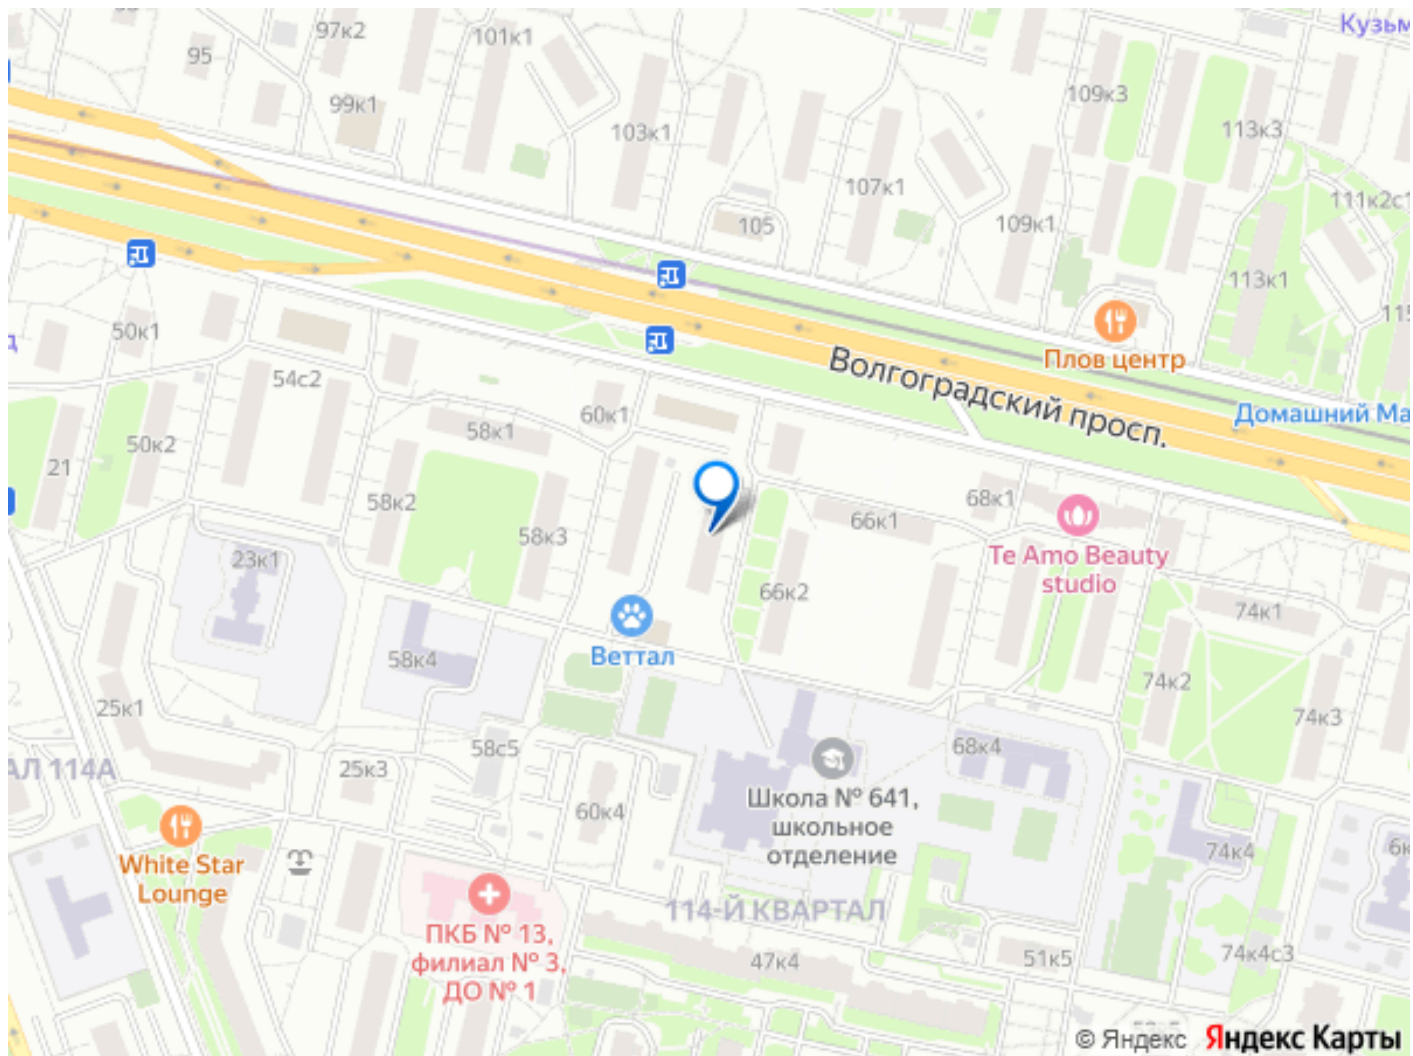 97к2
101к1
Кузьм
95
99к1
103к1
109к3
113к3
107к1
111к2с1
105
109к1
113к1
115
50к1
Плов центр
Волгоградский просп.
54с2
60к1
Домашний Ма
58к1
50к2
21
58к2
68к1
66к1
58к3
Te Amo Beauty
studio
23к1
66к2
74к1
Веттал
58к4
74к2
25к1
74к3
58с5
68к4
АЛ 114А
25к3
Школа № 641,
школьное
отделение
60к4
74к4
6к
White Star
Lounge
114-Й КВАРТАЛ
ПКБ № 13,
филиал № 3,
ДО № 1
47к4
51к5
74к4с3
© Яндекс Яндекс Карты